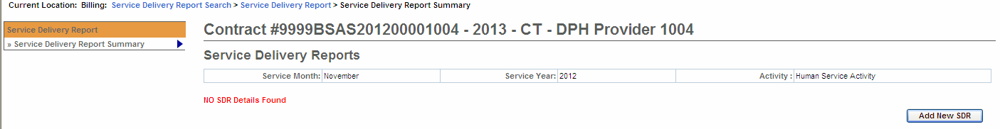 Current Location: Billing: Service Delivery Report Search > Service Delivery Report > Service Delivery Report Summary
Service Delivery Report
» Service Delivery Report Summary
Contract #9999BSAS201200001004 - 2013 - CT - DPH Provider 1004
Service Delivery Reports
Service Month: November Service Year: 2012 Activity : Human Service Activity
NO SDR Details Found
Add New SDR